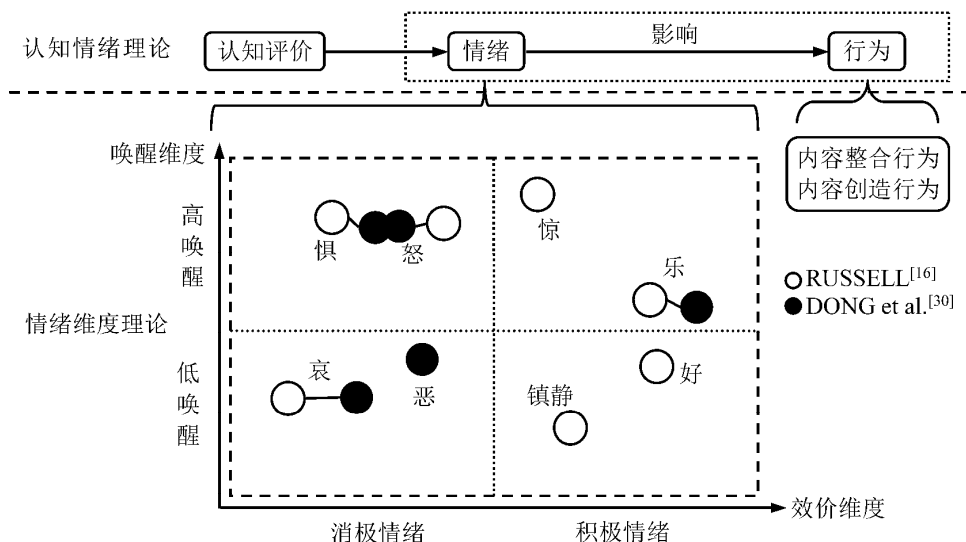 认知情绪理论
认知评价
情绪
影响
行为
内容整合行为
内容创造行为
唤醒维度
高唤醒
惧
怒
惊
乐
RUSSELL[16]
DONG et al.[30]
情绪维度理论
低唤醒
哀
恶
镇静
好
效价维度
消极情绪
积极情绪